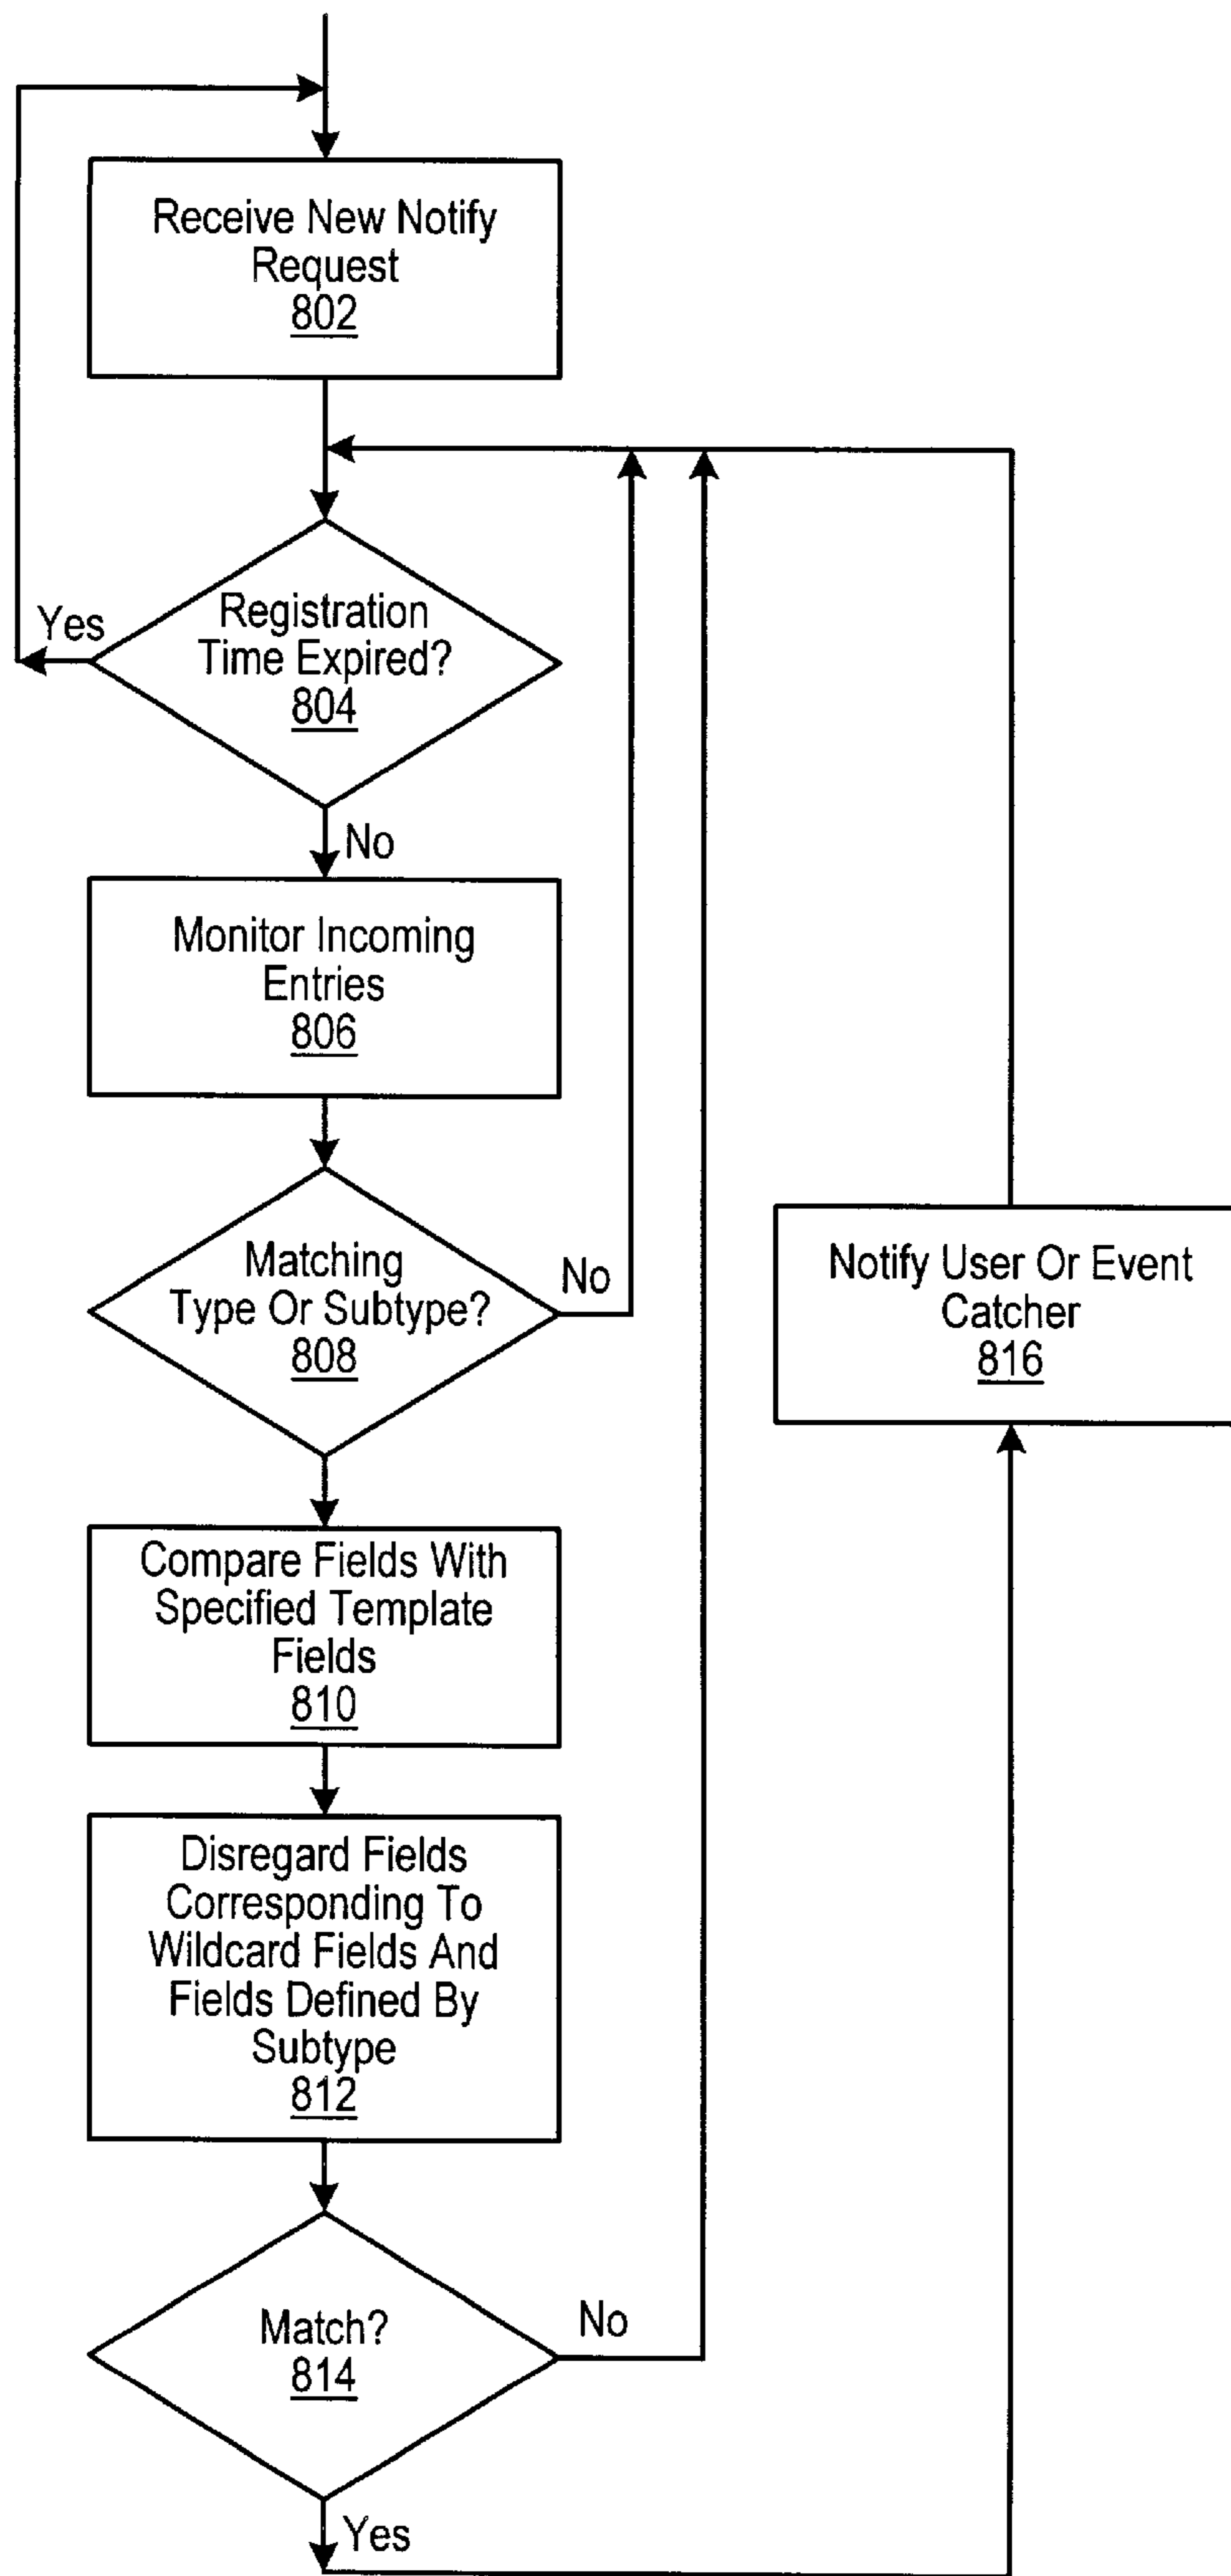 Receive New Notify
Request
802
Registration
Time Expired?
804
Yes
No
Monitor Incoming
Entries
806
Matching
Type Or Subtype?
808
No
Notify User Or Event
Catcher
816
Compare Fields With
Specified Template
Fields
810
Disregard Fields
Corresponding To
Wildcard Fields And
Fields Defined By
Subtype
812
Match?
814
No
Yes